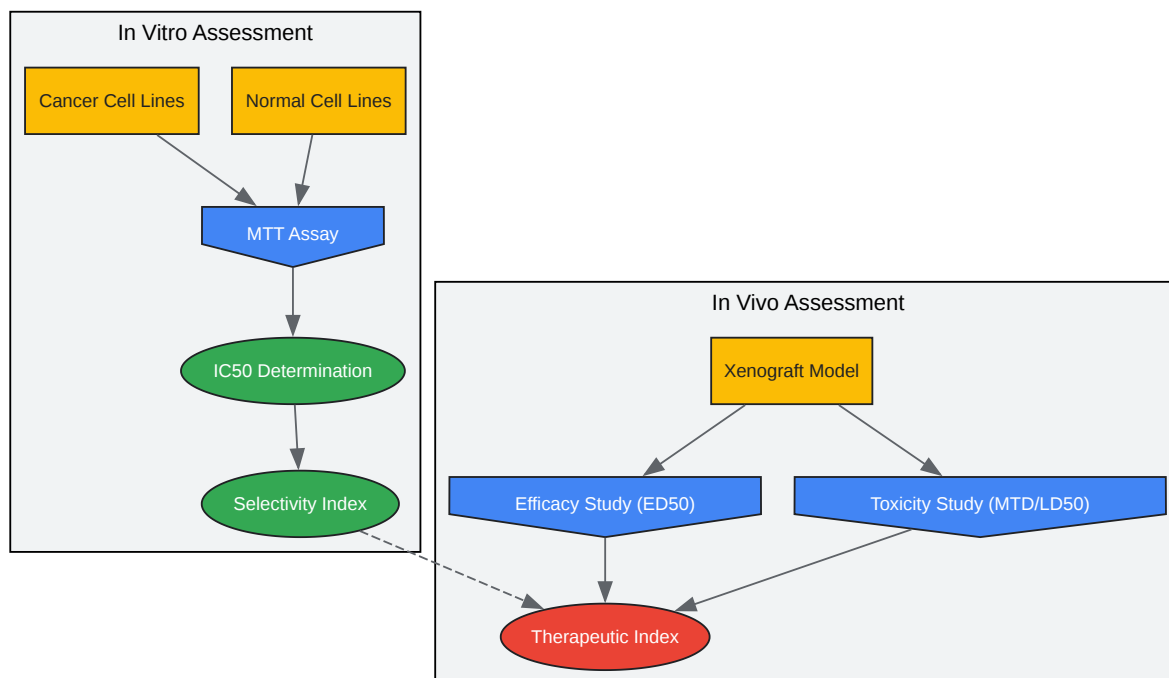 In Vitro Assessment
Cancer Cell Lines
Normal Cell Lines
MTT Assay
IC50 Determination
Selectivity Index
In Vivo Assessment
Xenograft Model
Efficacy Study (ED50)
Toxicity Study (MTD/LD50)
Therapeutic Index